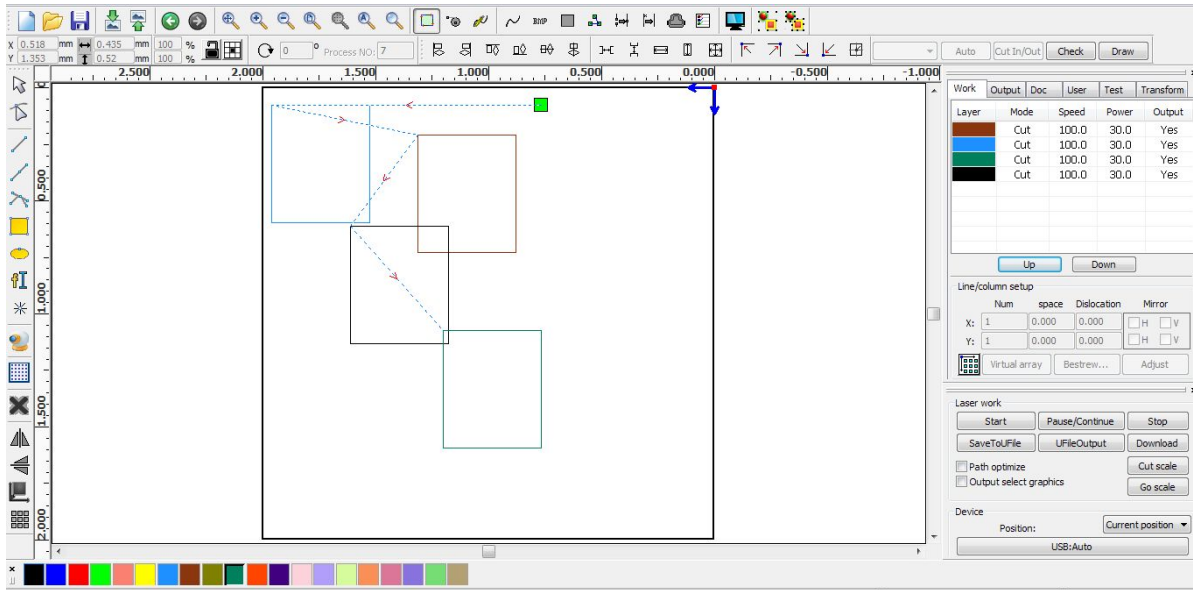 BMP
X 0.518 mm 0.435 mm 100 %
Y 1.353 mm 0.52 mm 100 %
0 ° Process NO: 7
Auto Cut In/Out Check Draw
2.500 2.000 1.500 1.000 0.500 0.000 -0.500 -1.000
0.500
1.000
1.500
2.000
Work Output Doc User Test Transform
Layer Mode Speed Power Output
Cut 100.0 30.0 Yes
Cut 100.0 30.0 Yes
Cut 100.0 30.0 Yes
Cut 100.0 30.0 Yes
Up Down
Line/column setup
Num space Dislocation Mirror
X: 1 0.000 0.000 H V
Y: 1 0.000 0.000 H V
Virtual array Bestrew... Adjust
Laser work
Start Pause/Continue Stop
SaveToUFile UFileOutput Download
Path optimize Cut scale
Output select graphics
Go scale
Device
Position: Current position
USB:Auto